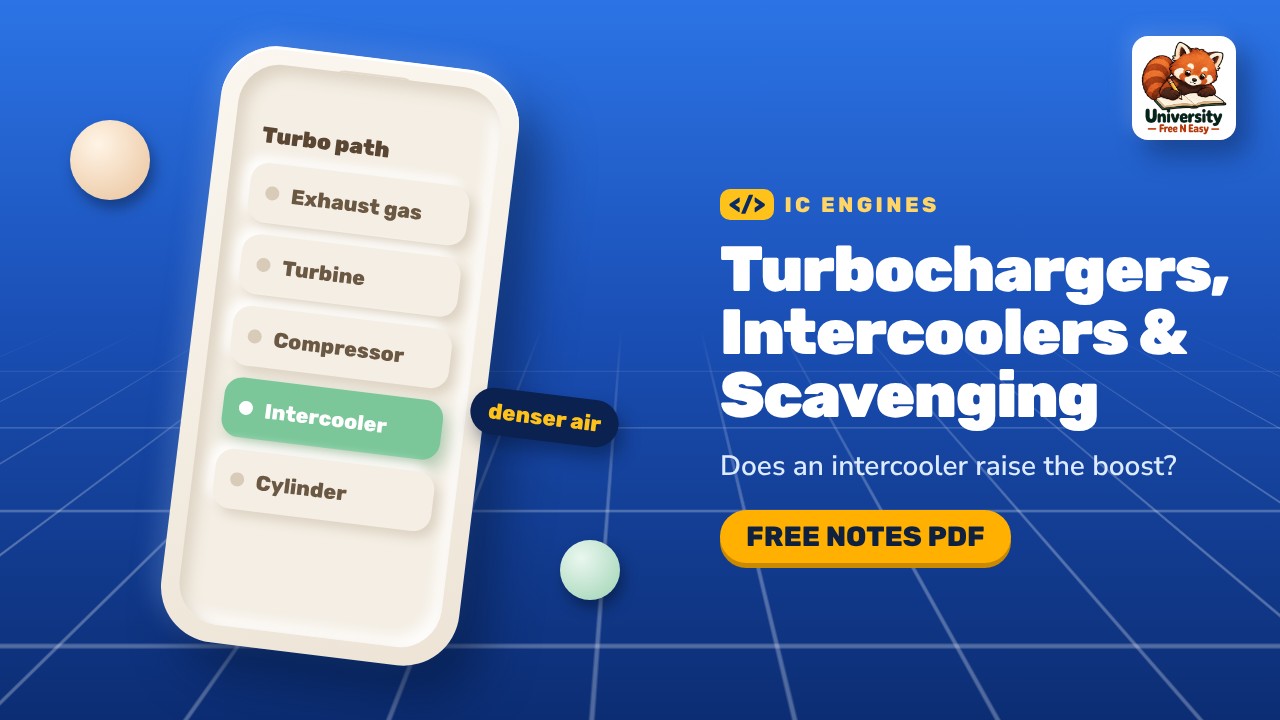 Turbo path
Exhaust gas
Turbine
Compressor
Intercooler
denser air
Cylinder
University
Free N Easy
</> IC ENGINES
Turbochargers,
Intercoolers &
Scavenging
Does an intercooler raise the boost?
FREE NOTES PDF